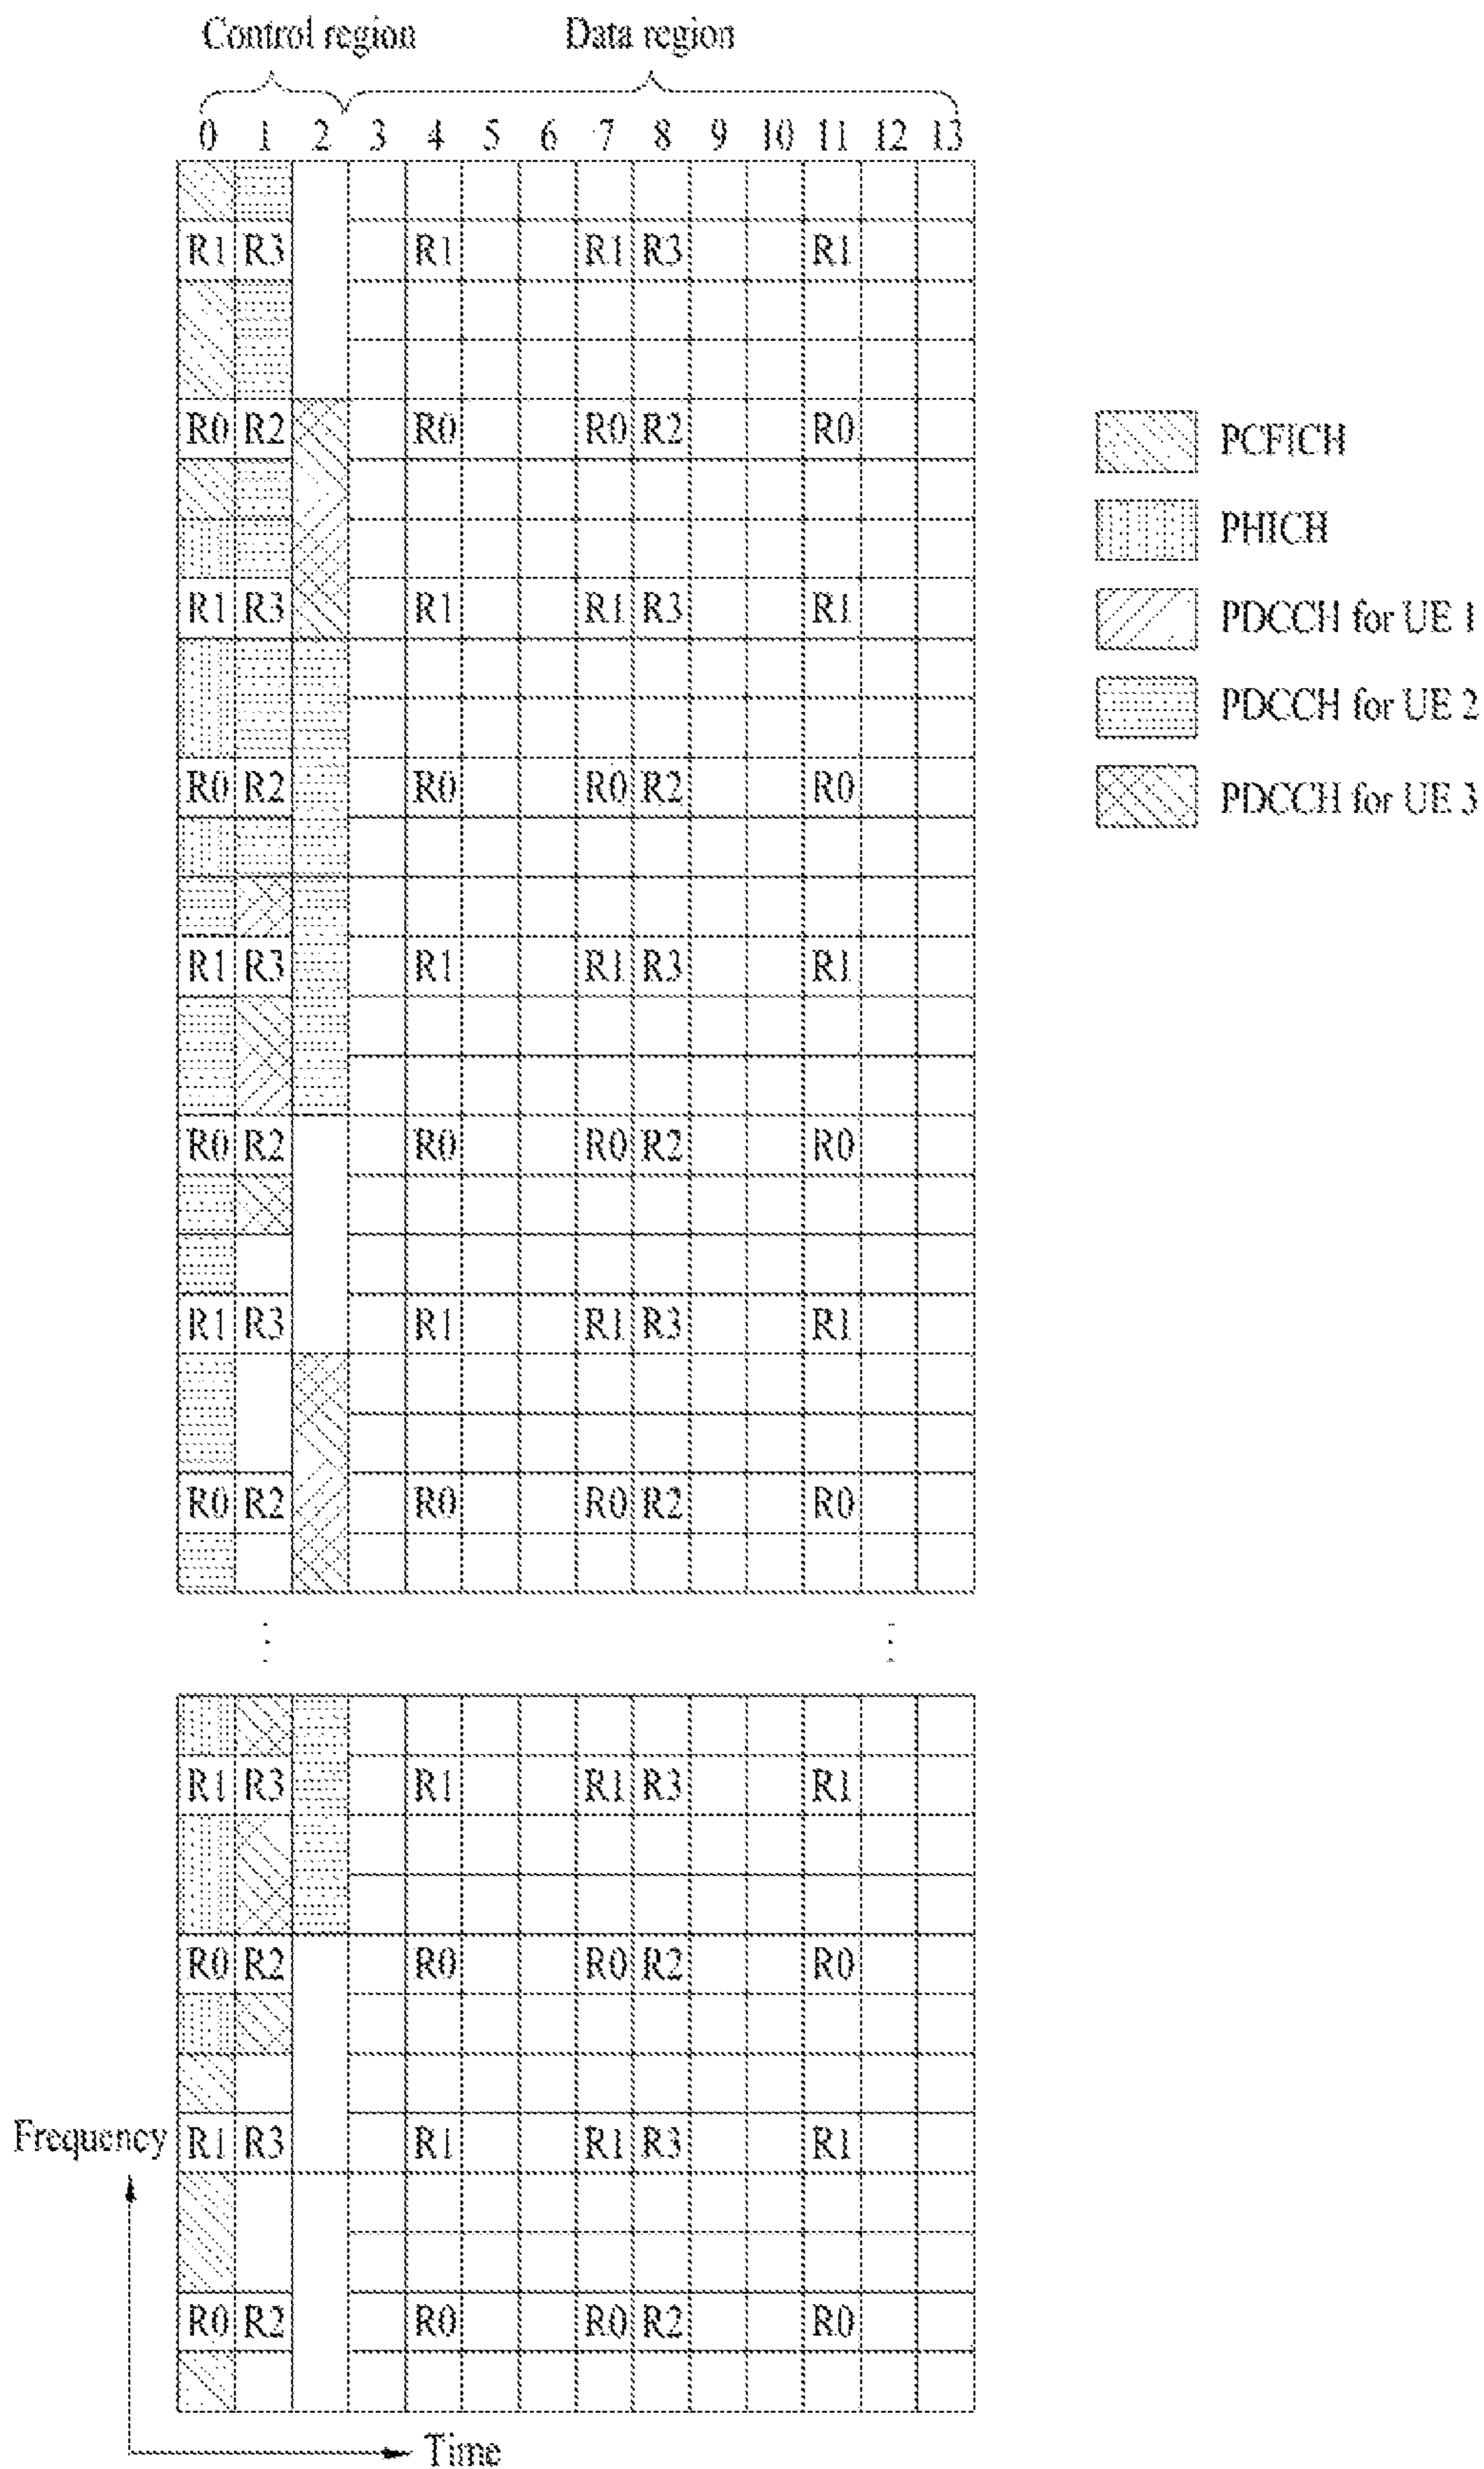 Control region Data region
0 1 2 3 4 5 6 7 8 9 10 11 12 13
R1 R3 R1 R1 R3 R1
R0 R2 R0 R0 R2 R0
PCFICH
PHICH
R1 R3 R1 R1 R3 R1
PDCCH for UE 1
PDCCH for UE 2
R0 R2 R0 R0 R2 R0
PDCCH for UE 3
R1 R3 R1 R1 R3 R1
R0 R2 R0 R0 R2 R0
R1 R3 R1 R1 R3 R1
R0 R2 R0 R0 R2 R0
R1 R3 R1 R1 R3 R1
R0 R2 R0 R0 R2 R0
Frequency R1 R3 R1 R1 R3 R1
R0 R2 R0 R0 R2 R0
Time